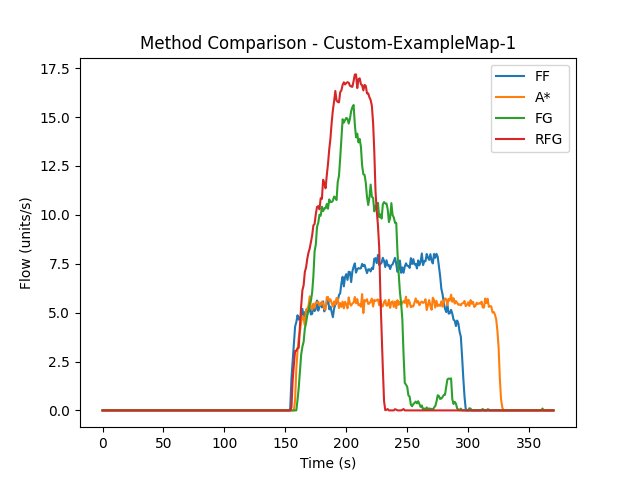 Method Comparison - Custom-ExampleMap-1
17.5
15.0
12.5
10.0
7.5
5.0
2.5
0.0
Flow (units/s)
FF
A*
FG
RFG
0 50 100 150 200 250 300 350
Time (s)